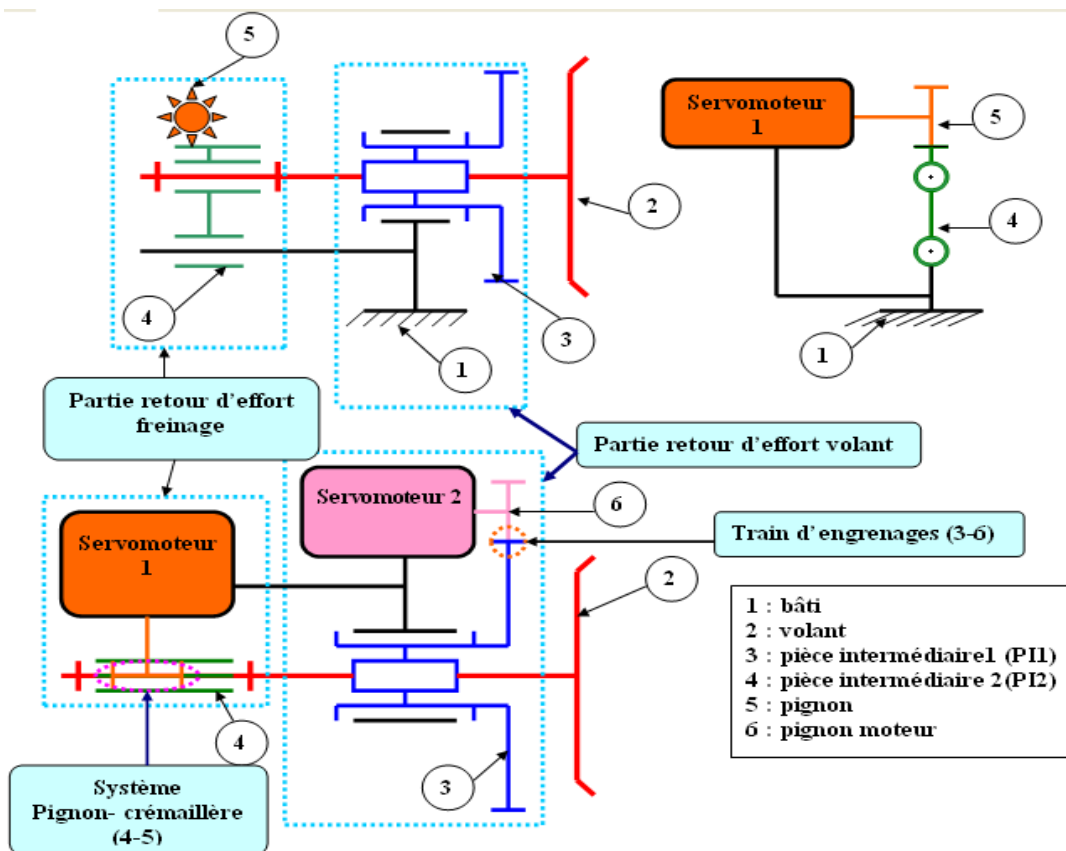 5
Servomoteur
1
5
2
4
4
3
1
1
Partie retour d'effort
freinage
Partie retour d'effort volant
Servomoteur 2
6
Servomoteur
1
Train d'engrenages (3-6)
2
1 : bâti
2 : volant
3 : pièce intermédiaire1 (PI1)
4 : pièce intermédiaire 2(PI2)
5 : pignon
6 : pignon moteur
4
3
Système
Pignon- crémaillère
(4-5)